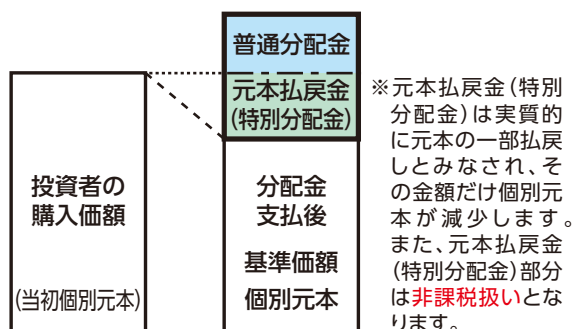 普通分配金
元本払戻金
(特別分配金)
投資者の
購入価額
(当初個別元本)
分配金
支払後
基準価額
個別元本
※元本払戻金(特別
分配金)は実質的
に元本の一部払戻
しとみなされ、そ
の金額だけ個別元
本が減少します。
また、元本払戻金
(特別分配金)部分
は非課税扱いとな
ります。